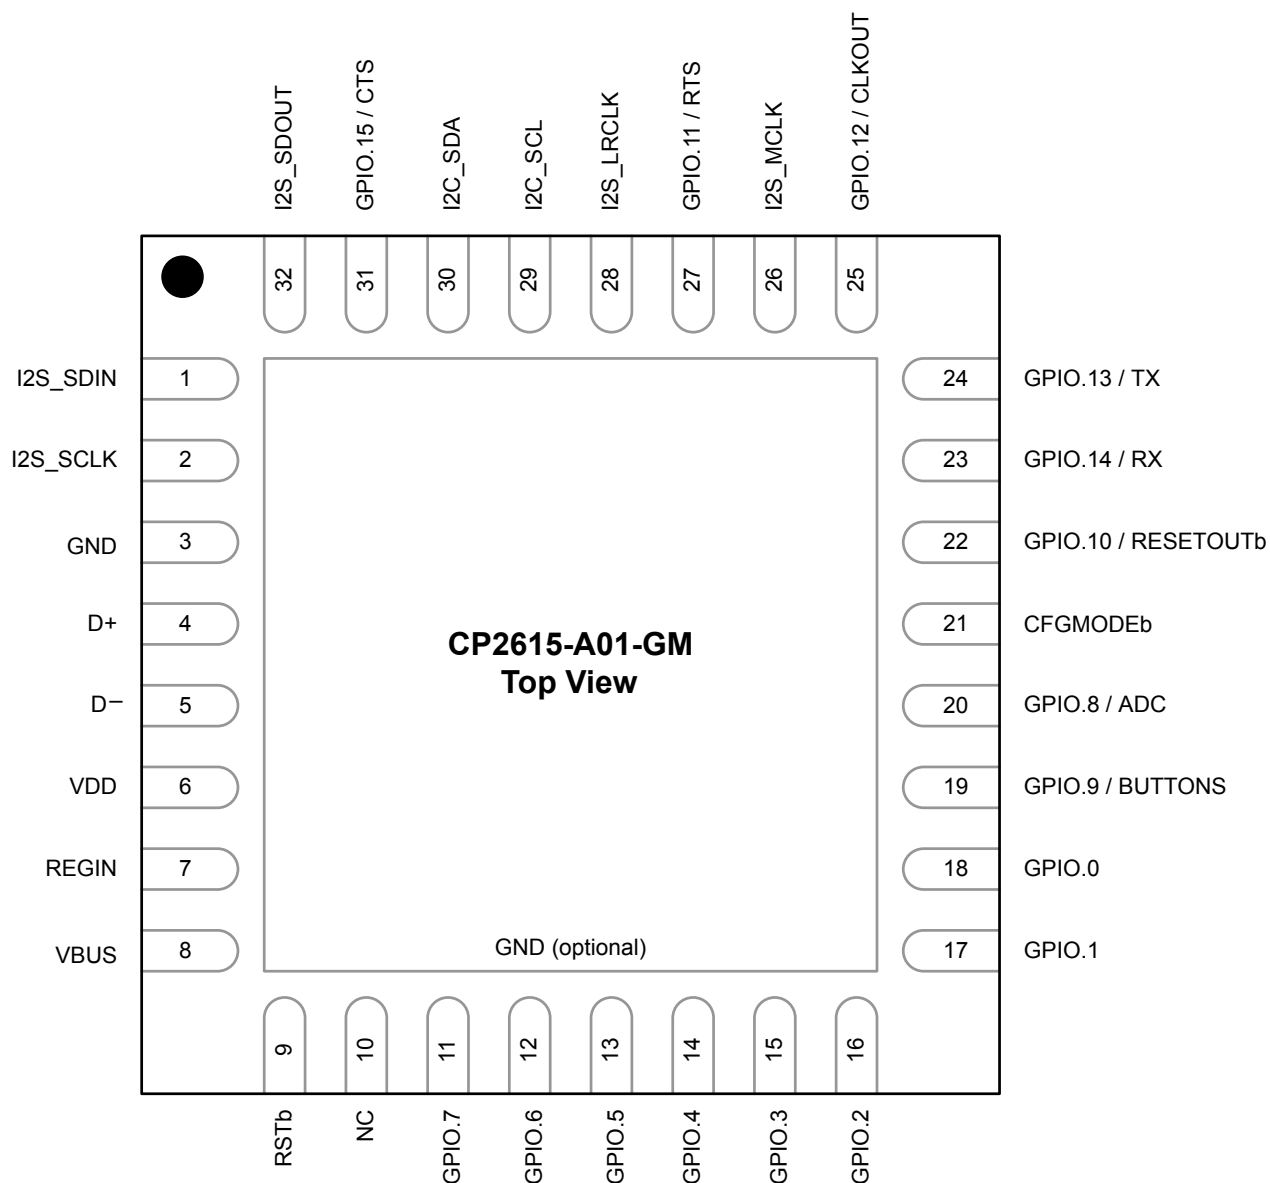 I2S_SDOUT
GPIO.15 / CTS
I2C_SDA
I2C_SCL
I2S_LRCLK
GPIO.11 / RTS
I2S_MCLK
GPIO.12 / CLKOUT
32
31
30
29
28
27
26
25
I2S_SDIN
1
24
GPIO.13 / TX
I2S_SCLK
2
23
GPIO.14 / RX
GND
3
22
GPIO.10 / RESETOUTb
D+
4
21
CFGMODEb
CP2615-A01-GM
Top View
D−
5
20
GPIO.8 / ADC
VDD
6
19
GPIO.9 / BUTTONS
REGIN
7
18
GPIO.0
VBUS
8
GND (optional)
17
GPIO.1
9
10
11
12
13
14
15
16
RSTb
NC
GPIO.7
GPIO.6
GPIO.5
GPIO.4
GPIO.3
GPIO.2